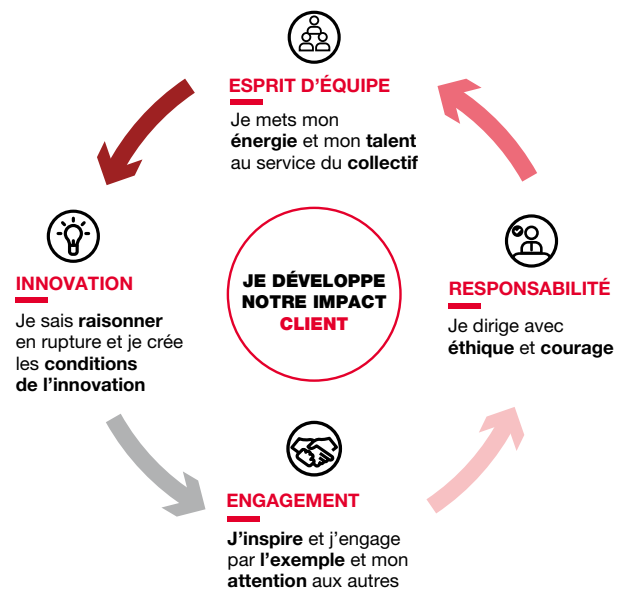 ESPRIT D'ÉQUIPE
Je mets mon
énergie et mon talent
au service du collectif
INNOVATION
Je sais raisonner
en rupture et je crée
les conditions
de l'innovation
JE DÉVELOPPE
NOTRE IMPACT
CLIENT
RESPONSABILITÉ
Je dirige avec
éthique et courage
ENGAGEMENT
J'inspire et j'engage
par l'exemple et mon
attention aux autres